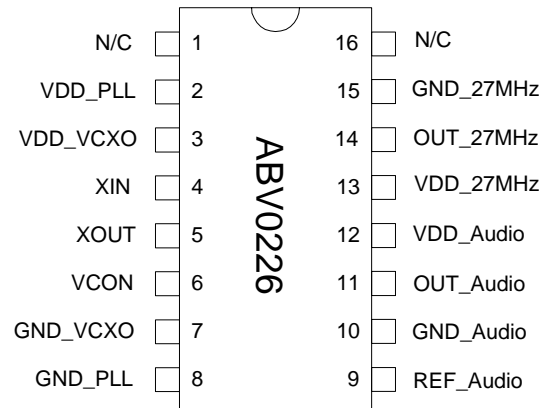 N/C 1 16 N/C
VDD_PLL 2 15 GND_27MHz
VDD_VCXO 3 14 OUT_27MHz
XIN 4 13 VDD_27MHz
XOUT 5 12 VDD_Audio
VCON 6 11 OUT_Audio
GND_VCXO 7 10 GND_Audio
GND_PLL 8 9 REF_Audio
ABV0226